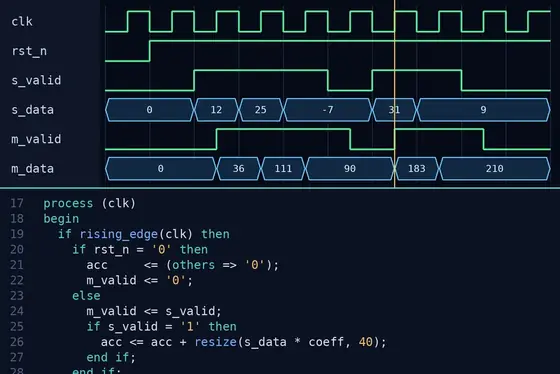 clk
rst_n
s_valid
s_data 0 12 25 -7 31 9
m_valid
m_data 0 36 111 90 183 210
17 process (clk)
18 begin
19   if rising_edge(clk) then
20     if rst_n = '0' then
21       acc     <= (others => '0');
22       m_valid <= '0';
23     else
24       m_valid <= s_valid;
25       if s_valid = '1' then
26         acc <= acc + resize(s_data * coeff, 40);
27       end if;
28     end if;